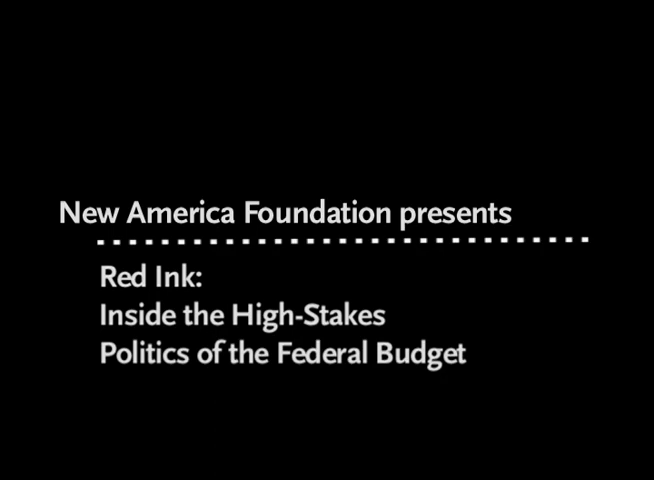 New America Foundation presents
Red Ink:
Inside the High-Stakes
Politics of the Federal Budget